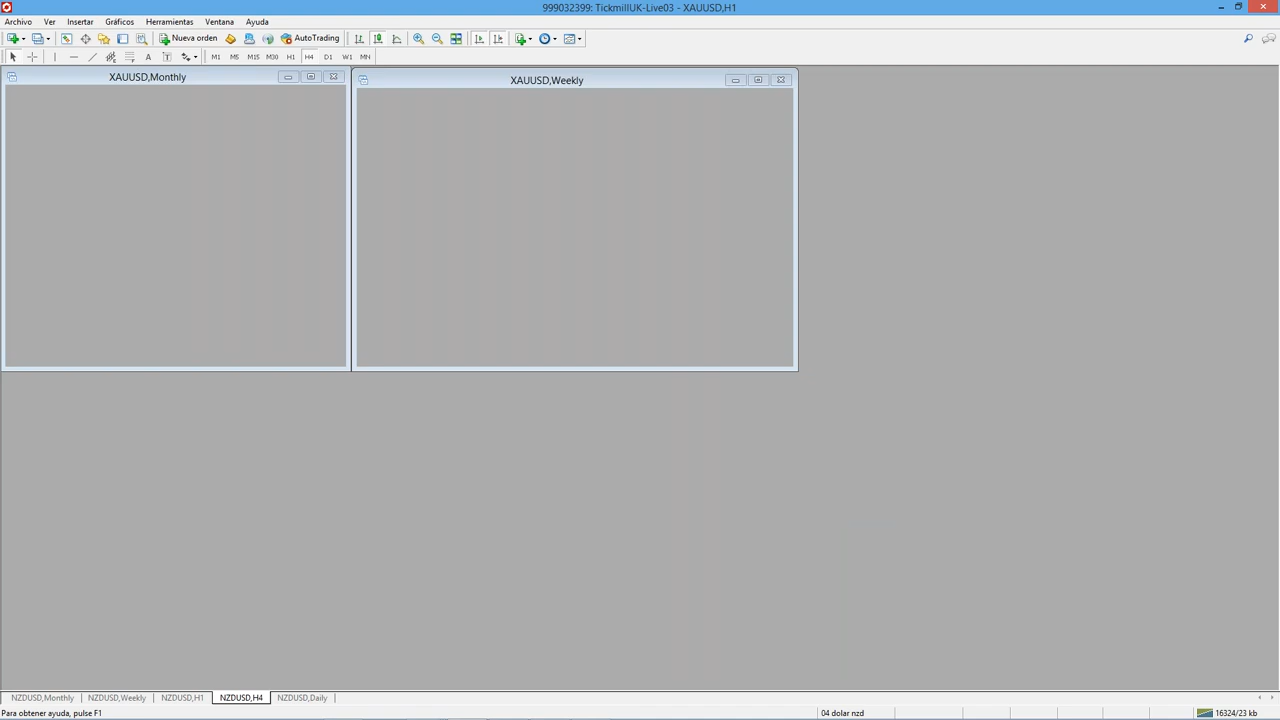 999032399: TickmillUK-Live03 - XAUUSD,H1
Archivo Ver Insertar Gráficos Herramientas Ventana Ayuda
Nueva orden AutoTrading
A T M1 M5 M15 M30 H1 H4 D1 W1 MN
XAUUSD,Monthly
XAUUSD,Weekly
NZDUSD,Monthly NZDUSD,Weekly NZDUSD,H1 NZDUSD,H4 NZDUSD,Daily
Para obtener ayuda, pulse F1 04 dolar nzd 16324/23 kb